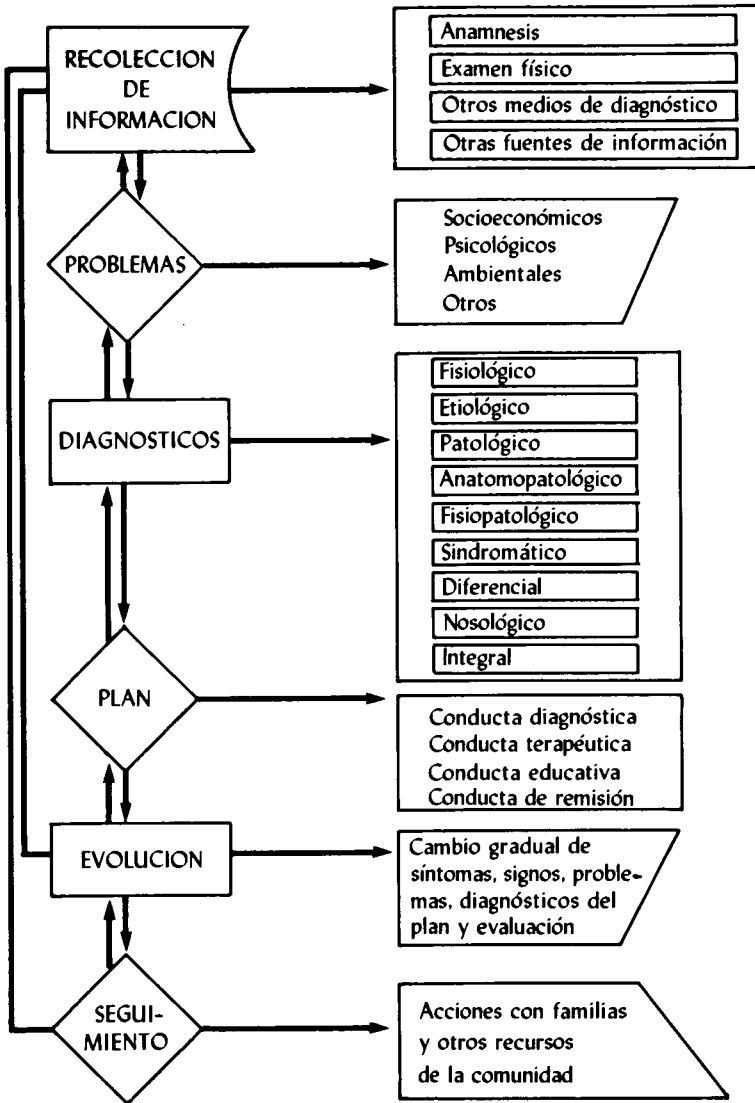 RECOLECCION
DE
INFORMACION
Anamnesis
Examen físico
Otros medios de diagnóstico
Otras fuentes de información
PROBLEMAS
Socioeconómicos
Psicológicos
Ambientales
Otros
DIAGNOSTICOS
Fisiológico
Etiológico
Patológico
Anatomopatológico
Fisiopatológico
Sindromático
Diferencial
Nosológico
Integral
PLAN
Conducta diagnóstica
Conducta terapéutica
Conducta educativa
Conducta de remisión
EVOLUCION
Cambio gradual de
síntomas, signos, proble-
mas, diagnósticos del
plan y evaluación
SEGUI-
MIENTO
Acciones con familias
y otros recursos
de la comunidad